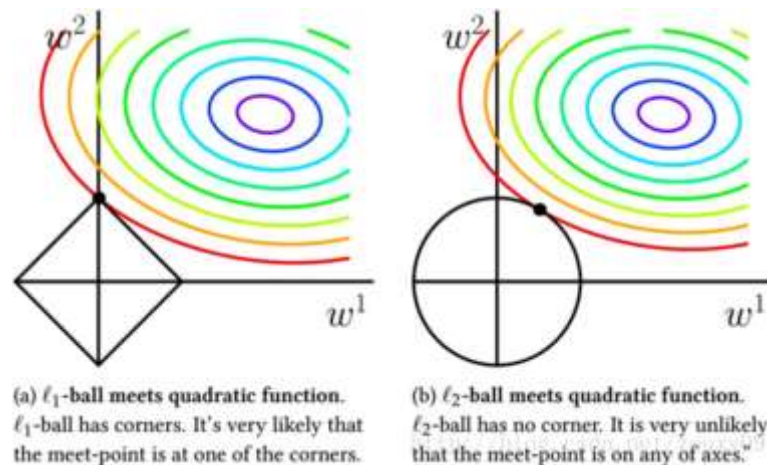 w²
w¹
(a) ℓ₁-ball meets quadratic function.
ℓ₁-ball has corners. It's very likely that
the meet-point is at one of the corners.
w²
w¹
(b) ℓ₂-ball meets quadratic function.
ℓ₂-ball has no corner. It is very unlikely
that the meet-point is on any of axes."